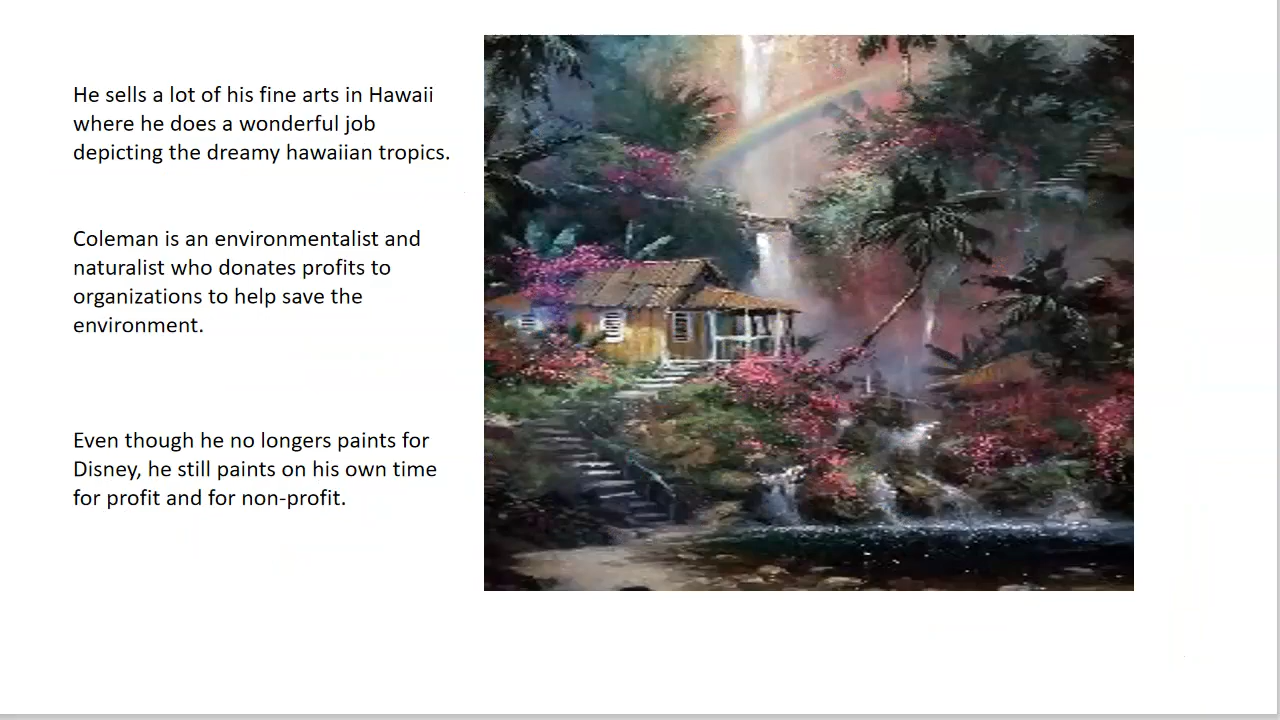 He sells a lot of his fine arts in Hawaii
where he does a wonderful job
depicting the dreamy hawaiian tropics.
Coleman is an environmentalist and
naturalist who donates profits to
organizations to help save the
environment.
Even though he no longers paints for
Disney, he still paints on his own time
for profit and for non-profit.